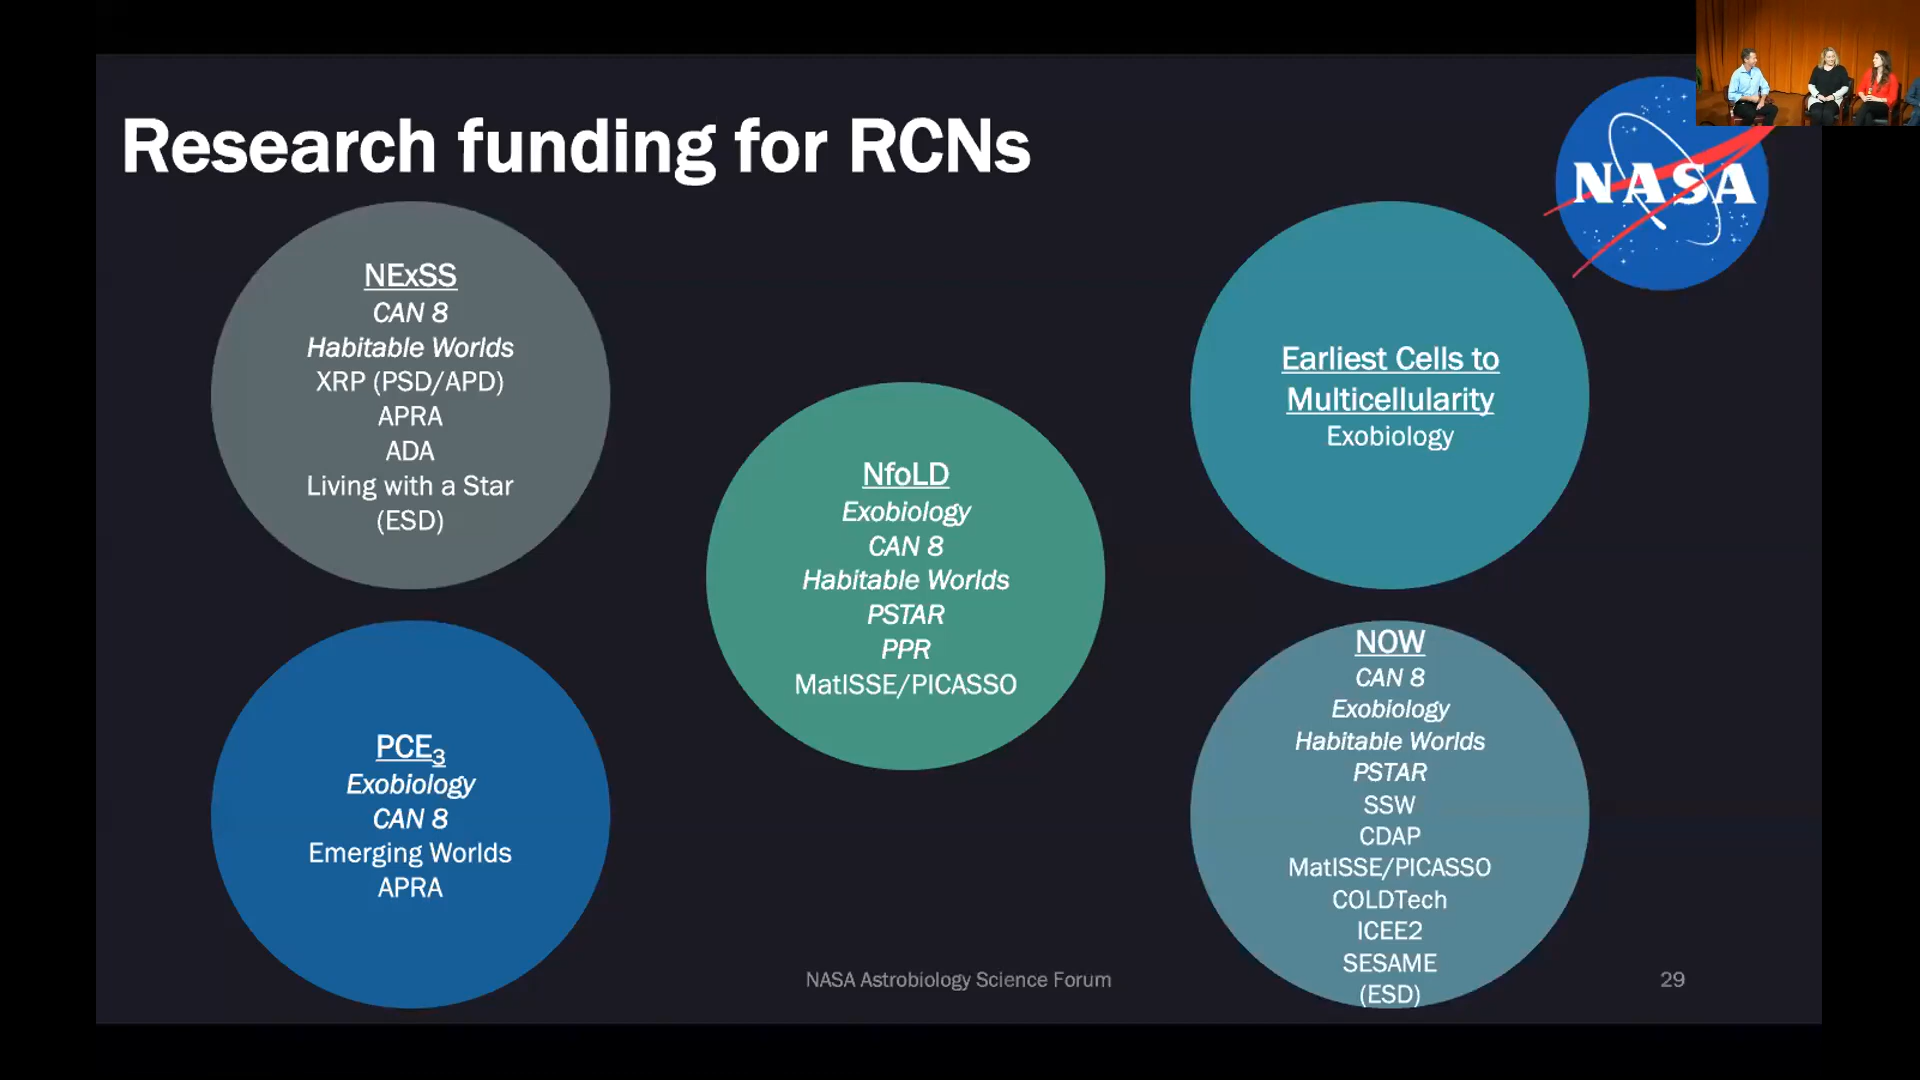 Research funding for RCNs
NASA
NExSS
CAN 8
Habitable Worlds
XRP (PSD/APD)
APRA
ADA
Living with a Star
(ESD)
PCE₃
Exobiology
CAN 8
Emerging Worlds
APRA
NfoLD
Exobiology
CAN 8
Habitable Worlds
PSTAR
PPR
MatISSE/PICASSO
Earliest Cells to
Multicellularity
Exobiology
NOW
CAN 8
Exobiology
Habitable Worlds
PSTAR
SSW
CDAP
MatISSE/PICASSO
COLDTech
ICEE2
SESAME
(ESD)
NASA Astrobiology Science Forum
29